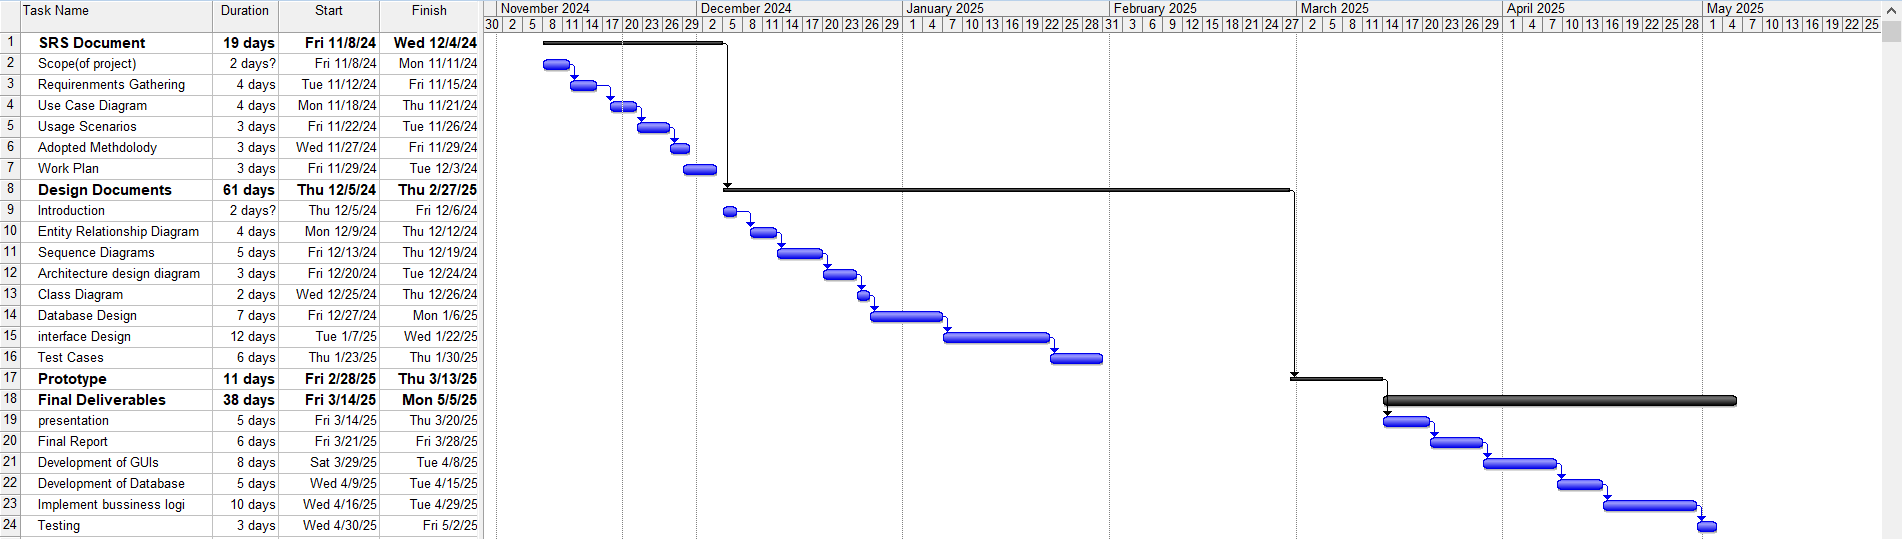 Task Name Duration Start Finish November 2024 December 2024 January 2025 February 2025 March 2025 April 2025 May 2025
30 2 5 8 11 14 17 20 23 26 29 2 5 8 11 14 17 20 23 26 29 1 4 7 10 13 16 19 22 25 28 31 3 6 9 12 15 18 21 24 27 2 5 8 11 14 17 20 23 26 29 1 4 7 10 13 16 19 22 25 28 1 4 7 10 13 16 19 22 25
1 SRS Document 19 days Fri 11/8/24 Wed 12/4/24
2 Scope(of project) 2 days? Fri 11/8/24 Mon 11/11/24
3 Requirenments Gathering 4 days Tue 11/12/24 Fri 11/15/24
4 Use Case Diagram 4 days Mon 11/18/24 Thu 11/21/24
5 Usage Scenarios 3 days Fri 11/22/24 Tue 11/26/24
6 Adopted Methdolody 3 days Wed 11/27/24 Fri 11/29/24
7 Work Plan 3 days Fri 11/29/24 Tue 12/3/24
8 Design Documents 61 days Thu 12/5/24 Thu 2/27/25
9 Introduction 2 days? Thu 12/5/24 Fri 12/6/24
10 Entity Relationship Diagram 4 days Mon 12/9/24 Thu 12/12/24
11 Sequence Diagrams 5 days Fri 12/13/24 Thu 12/19/24
12 Architecture design diagram 3 days Fri 12/20/24 Tue 12/24/24
13 Class Diagram 2 days Wed 12/25/24 Thu 12/26/24
14 Database Design 7 days Fri 12/27/24 Mon 1/6/25
15 interface Design 12 days Tue 1/7/25 Wed 1/22/25
16 Test Cases 6 days Thu 1/23/25 Thu 1/30/25
17 Prototype 11 days Fri 2/28/25 Thu 3/13/25
18 Final Deliverables 38 days Fri 3/14/25 Mon 5/5/25
19 presentation 5 days Fri 3/14/25 Thu 3/20/25
20 Final Report 6 days Fri 3/21/25 Fri 3/28/25
21 Development of GUIs 8 days Sat 3/29/25 Tue 4/8/25
22 Development of Database 5 days Wed 4/9/25 Tue 4/15/25
23 Implement bussiness logi 10 days Wed 4/16/25 Tue 4/29/25
24 Testing 3 days Wed 4/30/25 Fri 5/2/25